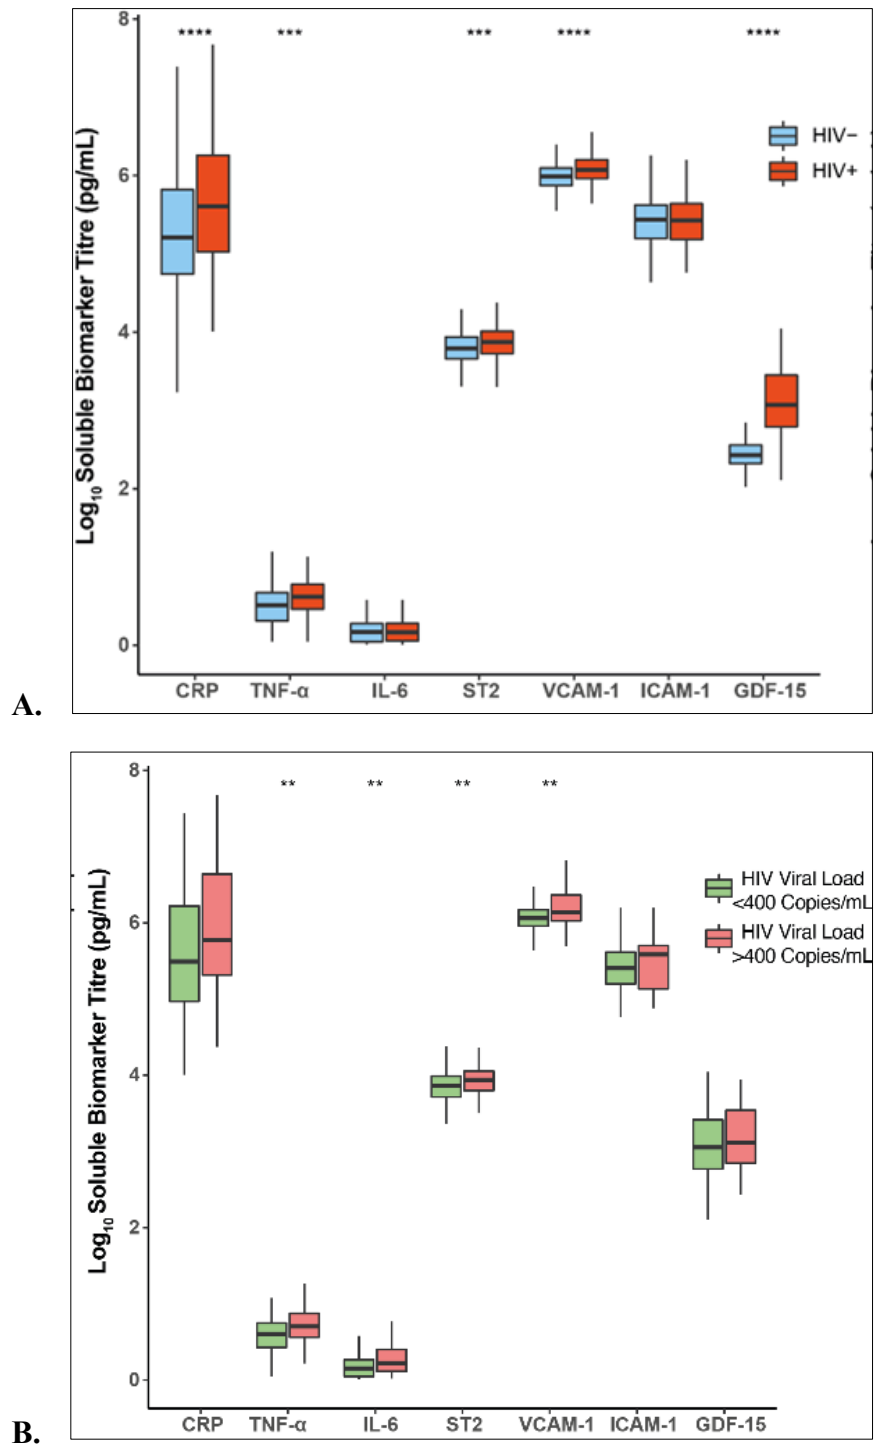 8
**** *** *** **** ****
HIV−
HIV+
6
4
2
0
Log10 Soluble Biomarker Titre (pg/mL)
CRP TNF-α IL-6 ST2 VCAM-1 ICAM-1 GDF-15
A.
8
** ** ** **
HIV Viral Load
<400 Copies/mL
HIV Viral Load
>400 Copies/mL
6
4
2
0
Log10 Soluble Biomarker Titre (pg/mL)
CRP TNF-α IL-6 ST2 VCAM-1 ICAM-1 GDF-15
B.